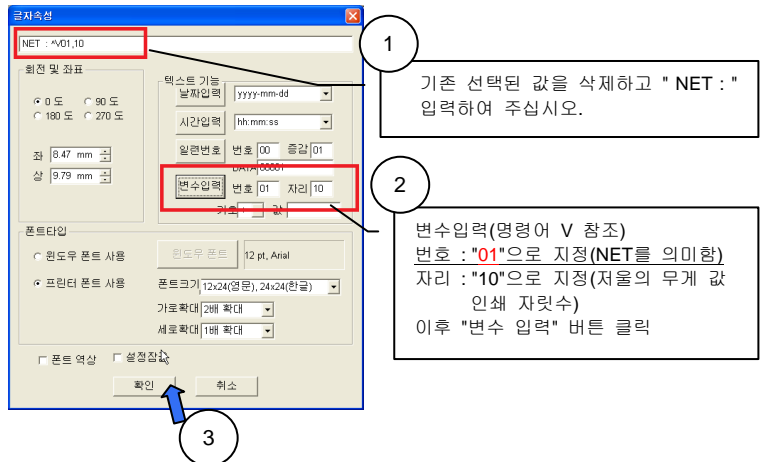 글자속성
NET : ^V01,10
회전 및 좌표
0 도 90 도
180 도 270 도
좌 8.47 mm
상 9.79 mm
텍스트 기능
날짜입력 yyyy-mm-dd
시간입력 hh:mm:ss
일련번호 번호 00 증감 01
DATA 00001
변수입력 번호 01 자리 10
값
폰트타입
윈도우 폰트 사용 윈도우 폰트 12 pt, Arial
프린터 폰트 사용 폰트크기 12x24(영문), 24x24(한글)
가로확대 2배 확대
세로확대 1배 확대
폰트 역상 설정잠금
확인 취소
1
기존 선택된 값을 삭제하고 " NET : "
입력하여 주십시오.
2
변수입력(명령어 V 참조)
번호 : "01"으로 지정(NET를 의미함)
자리 : "10"으로 지정(저울의 무게 값
인쇄 자릿수)
이후 "변수 입력" 버튼 클릭
3